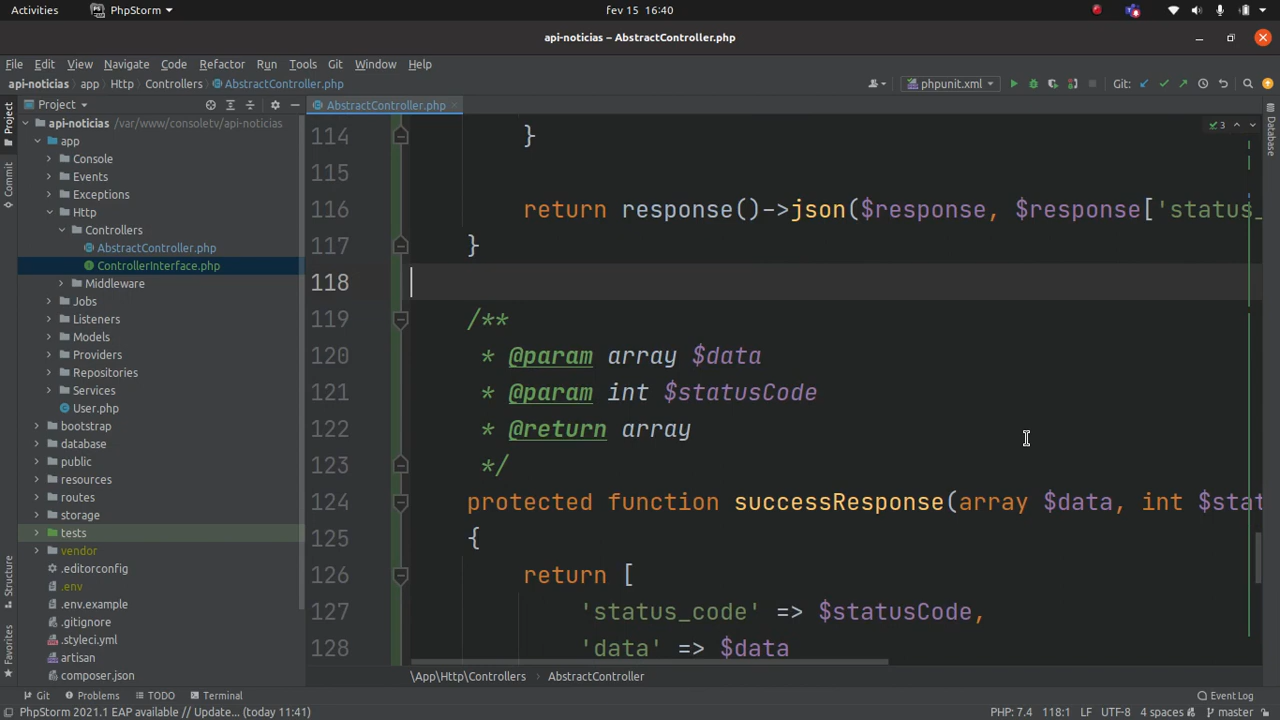 Activities PhpStorm fev 15 16:40
api-noticias – AbstractController.php
File Edit View Navigate Code Refactor Run Tools Git Window Help
api-noticias app Http Controllers AbstractController.php phpunit.xml Git:
Project
AbstractController.php
api-noticias /var/www/consoletv/api-noticias
app
Console
Events
Exceptions
Http
Controllers
AbstractController.php
ControllerInterface.php
Middleware
Jobs
Listeners
Models
Providers
Repositories
Services
User.php
bootstrap
database
public
resources
routes
storage
tests
vendor
.editorconfig
.env
.env.example
.gitignore
.styleci.yml
artisan
composer.json
Project
Commit
Structure
Favorites
3
Database
114 }
115
116 return response()->json($response, $response['status_
117 }
118
119 /**
120 * @param array $data
121 * @param int $statusCode
122 * @return array
123 */
124 protected function successResponse(array $data, int $stat
125 {
126 return [
127 'status_code' => $statusCode,
128 'data' => $data
\App\Http\Controllers AbstractController
Git Problems TODO Terminal Event Log
PhpStorm 2021.1 EAP available // Update... (today 11:41) PHP: 7.4 118:1 LF UTF-8 4 spaces master